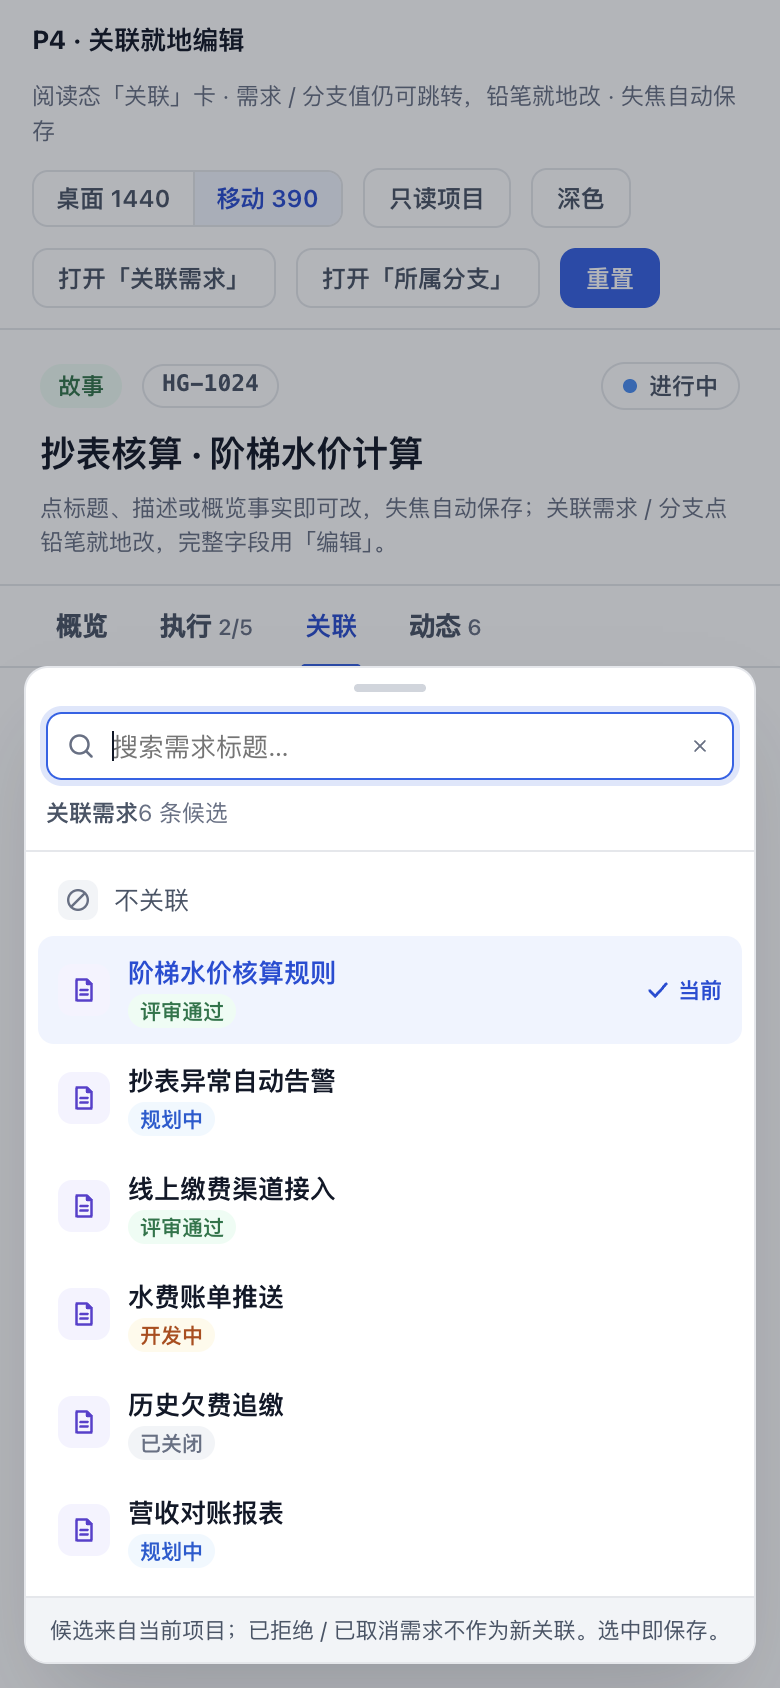 P4 · 关联就地编辑
阅读态「关联」卡 · 需求 / 分支值仍可跳转，铅笔就地改 · 失焦自动保
存
桌面 1440 移动 390 只读项目 深色
打开「关联需求」 打开「所属分支」 重置
故事 HG-1024 进行中
抄表核算 · 阶梯水价计算
点标题、描述或概览事实即可改，失焦自动保存；关联需求 / 分支点
铅笔就地改，完整字段用「编辑」。
概览 执行 2/5 关联 动态 6
搜索需求标题...
关联需求6 条候选
不关联
阶梯水价核算规则
评审通过
当前
抄表异常自动告警
规划中
线上缴费渠道接入
评审通过
水费账单推送
开发中
历史欠费追缴
已关闭
营收对账报表
规划中
候选来自当前项目；已拒绝 / 已取消需求不作为新关联。选中即保存。